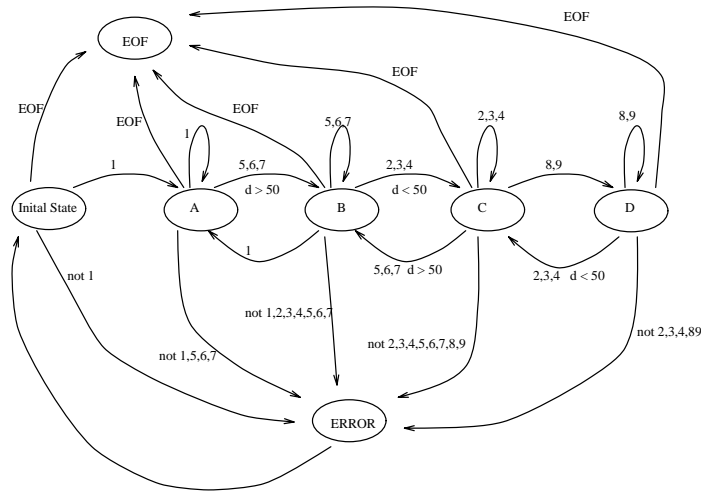 EOF
EOF
EOF
EOF
EOF
EOF
1
1
5,6,7
d > 50
5,6,7
2,3,4
d < 50
2,3,4
8,9
8,9
Inital State
A
B
C
D
1
5,6,7 d > 50
2,3,4 d < 50
not 1
not 1,5,6,7
not 1,2,3,4,5,6,7
not 2,3,4,5,6,7,8,9
not 2,3,4,89
ERROR